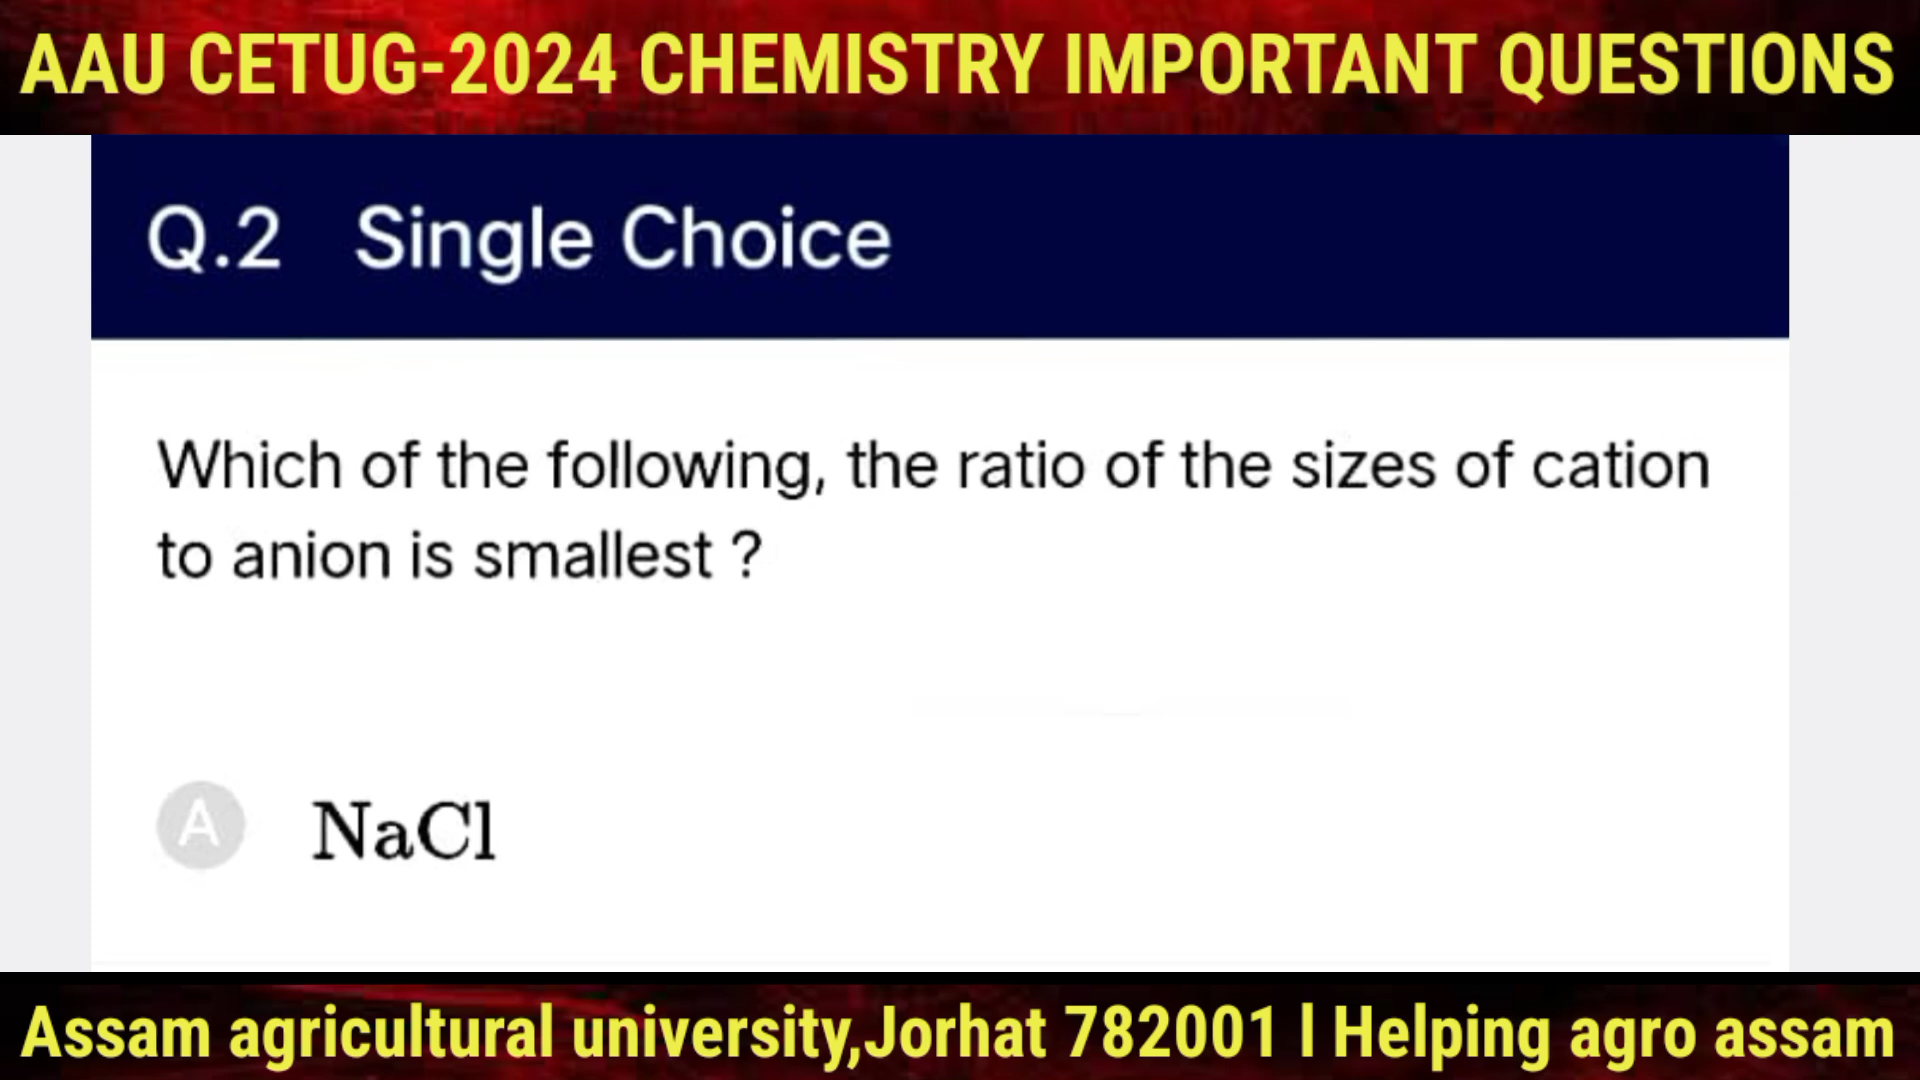 AAU CETUG-2024 CHEMISTRY IMPORTANT QUESTIONS
Q.2 Single Choice
Which of the following, the ratio of the sizes of cation
to anion is smallest ?
A NaCl
Assam agricultural university,Jorhat 782001 l Helping agro assam